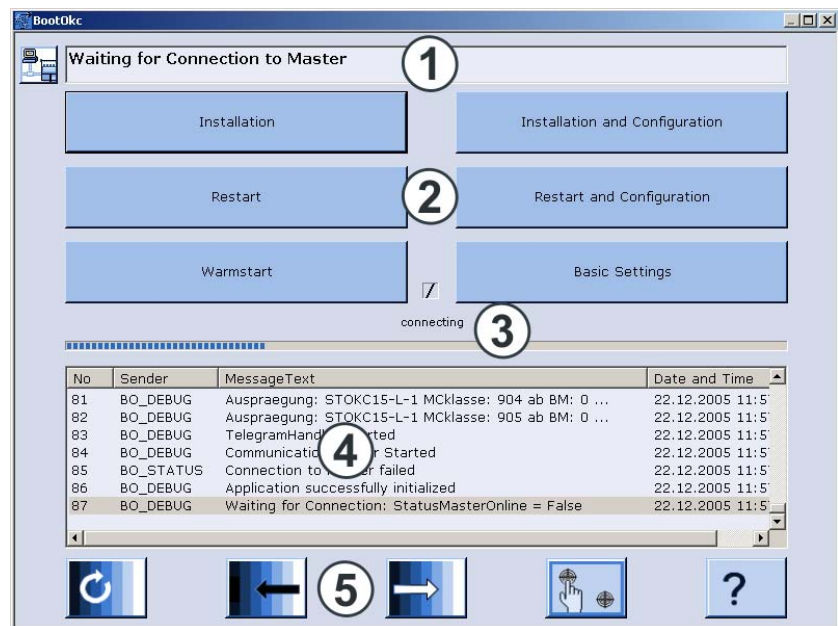 BootOkc
Waiting for Connection to Master
1
Installation
Installation and Configuration
Restart
2
Restart and Configuration
Warmstart
Basic Settings
connecting
3
No Sender MessageText Date and Time
81 BO_DEBUG Auspraegung: STOKC15-L-1 MCklasse: 904 ab BM: 0 ... 22.12.2005 11:5
82 BO_DEBUG Auspraegung: STOKC15-L-1 MCklasse: 905 ab BM: 0 ... 22.12.2005 11:5
83 BO_DEBUG 22.12.2005 11:5
84 BO_DEBUG Started 22.12.2005 11:5
4
85 BO_STATUS Connection to failed 22.12.2005 11:5
86 BO_DEBUG Application successfully initialized 22.12.2005 11:5
87 BO_DEBUG Waiting for Connection: StatusMasterOnline = False 22.12.2005 11:5
5
?